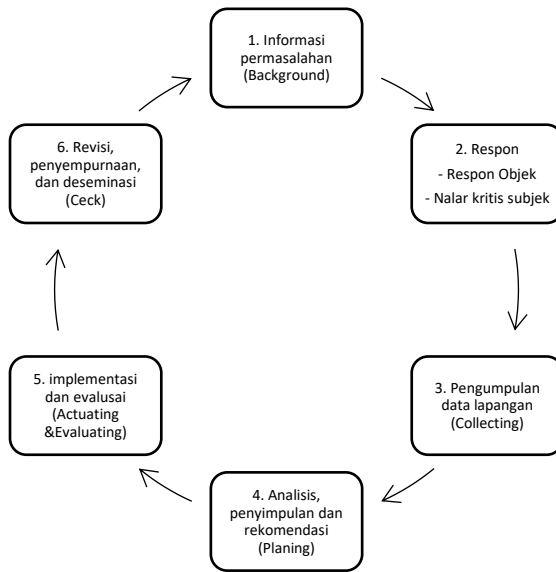 1. Informasi
permasalahan
(Background)
2. Respon
- Respon Objek
- Nalar kritis subjek
3. Pengumpulan
data lapangan
(Collecting)
4. Analisis,
penyimpulan dan
rekomendasi
(Planing)
5. implementasi
dan evalusai
(Actuating
&Evaluating)
6. Revisi,
penyempurnaan,
dan deseminasi
(Ceck)